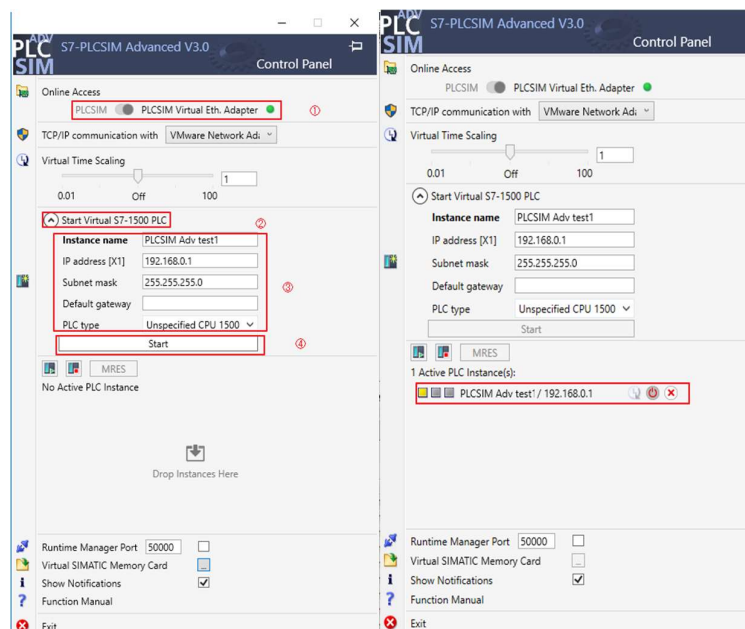 PLC ADV
SIM
S7-PLCSIM Advanced V3.0
Control Panel
Online Access
PLCSIM PLCSIM Virtual Eth. Adapter ①
TCP/IP communication with VMware Network Ad
Virtual Time Scaling
1
0.01 Off 100
Start Virtual S7-1500 PLC ②
Instance name PLCSIM Adv test1
IP address [X1] 192.168.0.1
Subnet mask 255.255.255.0 ③
Default gateway
PLC type Unspecified CPU 1500
Start ④
MRES
No Active PLC Instance
Drop Instances Here
Runtime Manager Port 50000
Virtual SIMATIC Memory Card ...
Show Notifications
Function Manual
Exit
PLC ADV
SIM
S7-PLCSIM Advanced V3.0
Control Panel
Online Access
PLCSIM PLCSIM Virtual Eth. Adapter
TCP/IP communication with VMware Network Ad
Virtual Time Scaling
1
0.01 Off 100
Start Virtual S7-1500 PLC
Instance name PLCSIM Adv test1
IP address [X1] 192.168.0.1
Subnet mask 255.255.255.0
Default gateway
PLC type Unspecified CPU 1500
Start
MRES
1 Active PLC Instance(s):
PLCSIM Adv test1 / 192.168.0.1
Runtime Manager Port 50000
Virtual SIMATIC Memory Card ...
Show Notifications
Function Manual
Exit